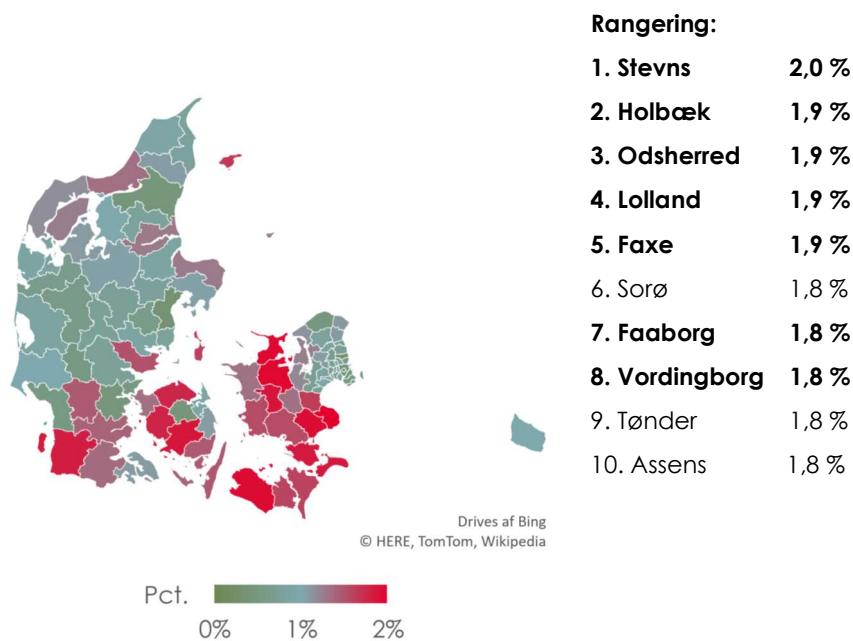 Rangering:
1. Stevns 2,0 %
2. Holbæk 1,9 %
3. Odsherred 1,9 %
4. Lolland 1,9 %
5. Faxe 1,9 %
6. Sorø 1,8 %
7. Faaborg 1,8 %
8. Vordingborg 1,8 %
9. Tønder 1,8 %
10. Assens 1,8 %
Drives af Bing
© HERE, TomTom, Wikipedia
Pct.
0% 1% 2%